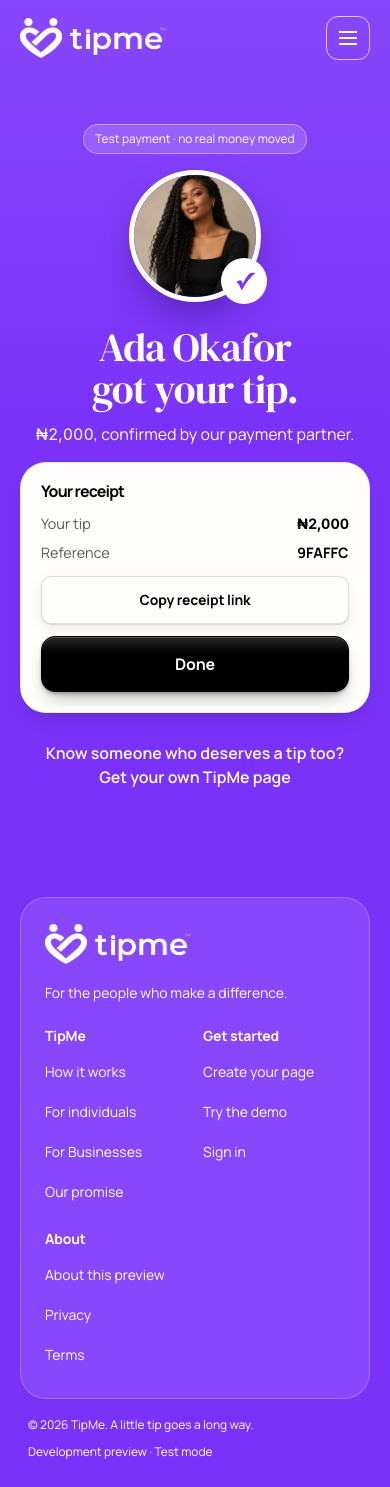 tipme
Test payment · no real money moved
Ada Okafor
got your tip.
₦2,000, confirmed by our payment partner.
Your receipt
Your tip ₦2,000
Reference 9FAFFC
Copy receipt link
Done
Know someone who deserves a tip too?
Get your own TipMe page
tipme
For the people who make a difference.
TipMe Get started
How it works Create your page
For individuals Try the demo
For Businesses Sign in
Our promise
About
About this preview
Privacy
Terms
© 2026 TipMe. A little tip goes a long way.
Development preview · Test mode